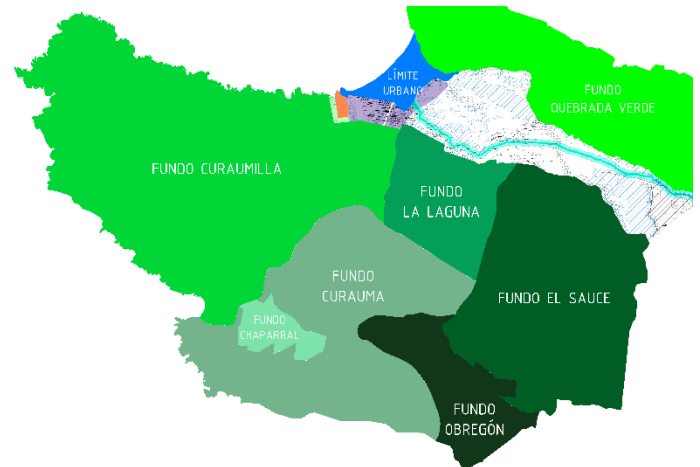 LÍMITE
URBANO
FUNDO
QUEBRADA VERDE
FUNDO CURAUMILLA
FUNDO
LA LAGUNA
FUNDO
CURAUMA
FUNDO EL SAUCE
FUNDO
CHAPARRAL
FUNDO
OBREGÓN